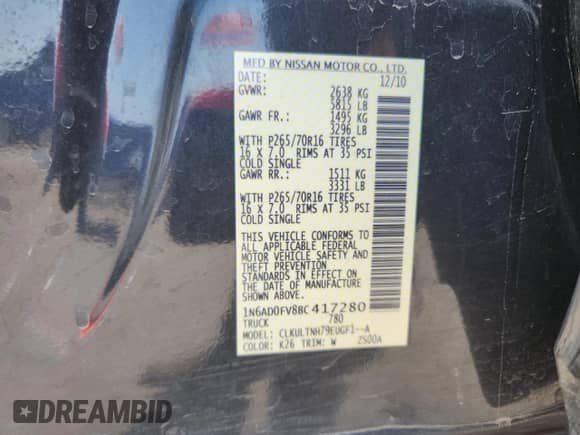 MFD BY NISSAN MOTOR CO., LTD.
DATE: 12/10
GVWR: 2638 KG
5815 LB
GAWR FR.: 1495 KG
3296 LB
WITH P265/70R16 TIRES
16 X 7.0 RIMS AT 35 PSI
COLD SINGLE
GAWR RR.: 1511 KG
3331 LB
WITH P265/70R16 TIRES
16 X 7.0 RIMS AT 35 PSI
COLD SINGLE
THIS VEHICLE CONFORMS TO
ALL APPLICABLE FEDERAL
MOTOR VEHICLE SAFETY AND
THEFT PREVENTION
STANDARDS IN EFFECT ON
THE DATE OF MANUFACTURE
SHOWN ABOVE.
1N6AD0FV8BC417280
TRUCK 780
MODEL: CLKULTNH79EUGF1--A
COLOR: K26 TRIM: W 2500A
DREAMBID